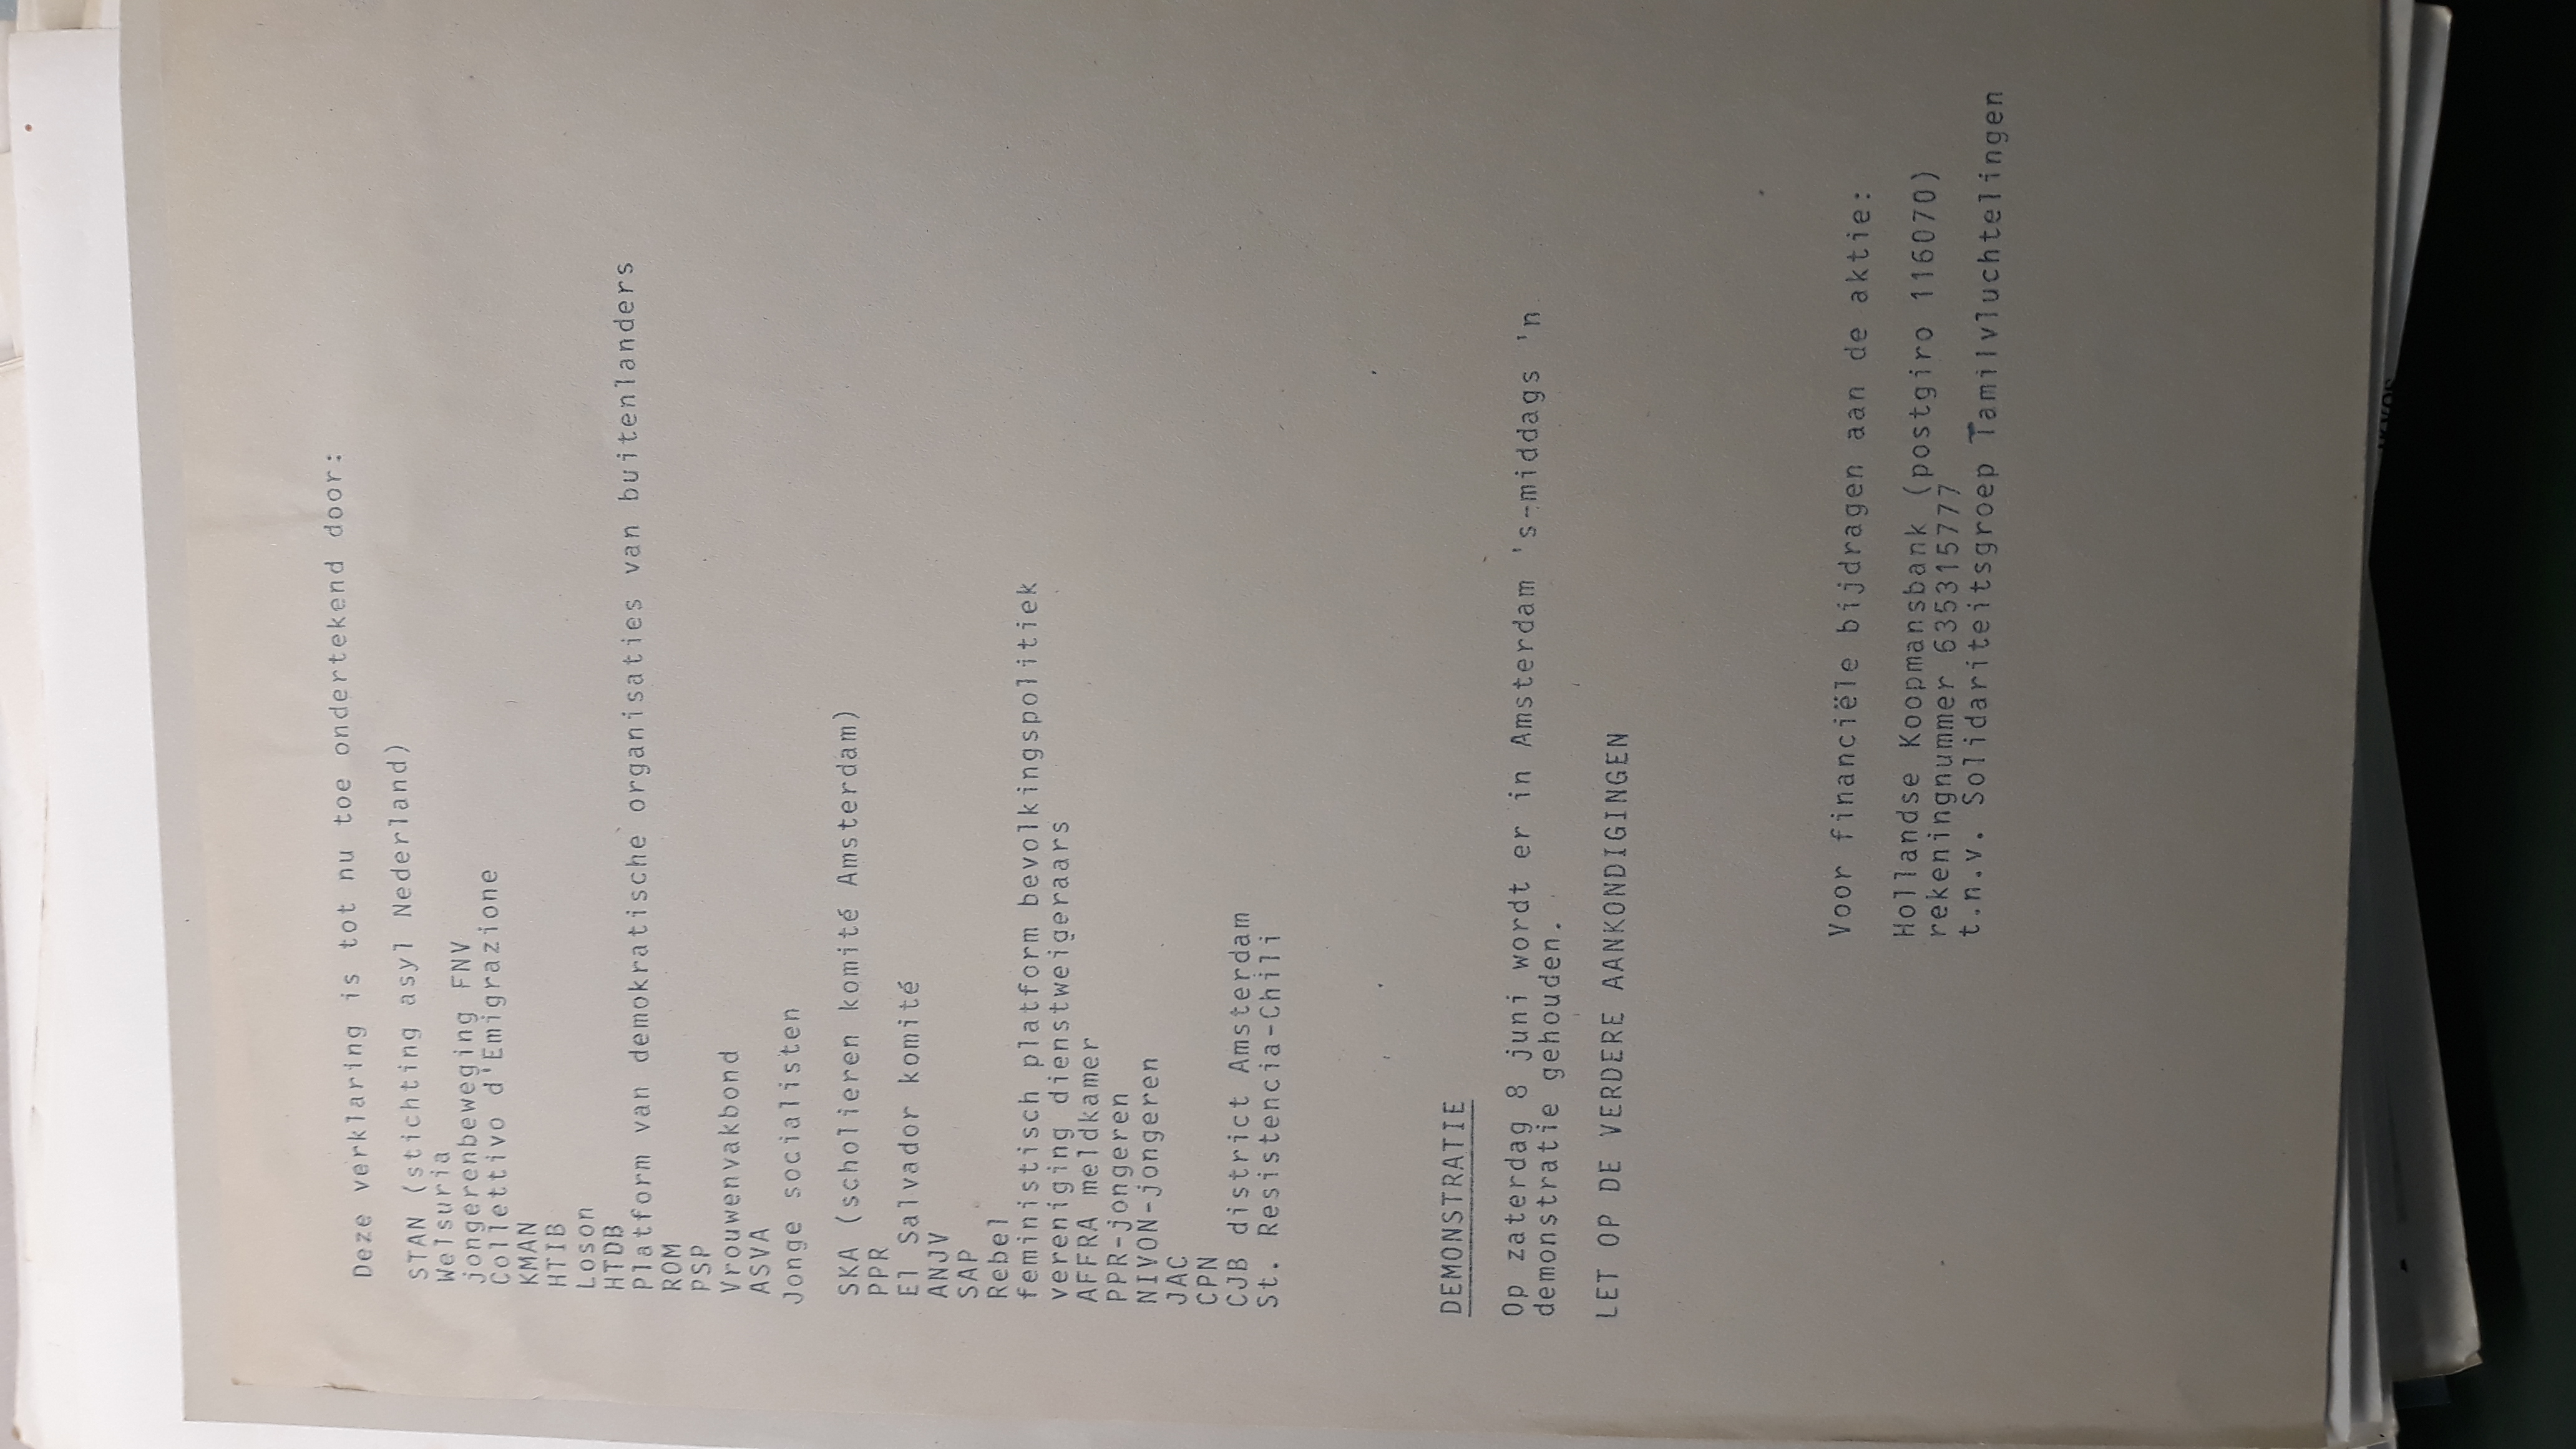 Deze verklaring is tot nu toe ondertekend door:
STAN (stichting asyl Nederland)
Welsuria
jongerenbeweging FNV
Collettivo d'Emigrazione
KMAN
HTIB
Loson
HTDB
Platform van demokratische organisaties van buitenlanders
ROM
PSP
Vrouwenvakbond
ASVA
Jonge socialisten
SKA (scholieren komité Amsterdam)
PPR
El Salvador komité
ANJV
SAP
Rebel
feministisch platform bevolkingspolitiek
vereniging dienstweigeraars
AFFRA meldkamer
PPR-jongeren
NIVON-jongeren
JAC
CPN
CJB district Amsterdam
St. Resistencia-Chili
DEMONSTRATIE
Op zaterdag 8 juni wordt er in Amsterdam 's-middags 'n
demonstratie gehouden.
LET OP DE VERDERE AANKONDIGINGEN
Voor financiële bijdragen aan de aktie:
Hollandse Koopmansbank (postgiro 116070)
rekeningnummer 635315777
t.n.v. Solidariteitsgroep Tamilvluchtelingen